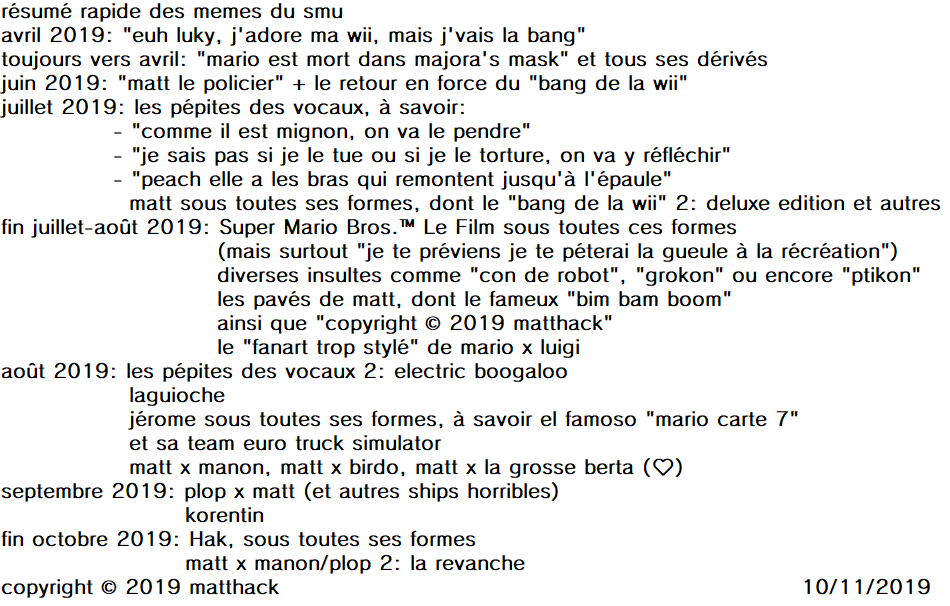 résumé rapide des memes du smu
avril 2019: "euh luky, j'adore ma wii, mais j'vais la bang"
toujours vers avril: "mario est mort dans majora's mask" et tous ses dérivés
juin 2019: "matt le policier" + le retour en force du "bang de la wii"
juillet 2019: les pépites des vocaux, à savoir:
- "comme il est mignon, on va le pendre"
- "je sais pas si je le tue ou si je le torture, on va y réfléchir"
- "peach elle a les bras qui remontent jusqu'à l'épaule"
matt sous toutes ses formes, dont le "bang de la wii" 2: deluxe edition et autres
fin juillet-août 2019: Super Mario Bros.™ Le Film sous toutes ces formes
(mais surtout "je te préviens je te péterai la gueule à la récréation")
diverses insultes comme "con de robot", "grokon" ou encore "ptikon"
les pavés de matt, dont le fameux "bim bam boom"
ainsi que "copyright © 2019 matthack"
le "fanart trop stylé" de mario x luigi
août 2019: les pépites des vocaux 2: electric boogaloo
laguioche
jérome sous toutes ses formes, à savoir el famoso "mario carte 7"
et sa team euro truck simulator
matt x manon, matt x birdo, matt x la grosse berta (♡)
septembre 2019: plop x matt (et autres ships horribles)
korentin
fin octobre 2019: Hak, sous toutes ses formes
matt x manon/plop 2: la revanche
copyright © 2019 matthack 10/11/2019